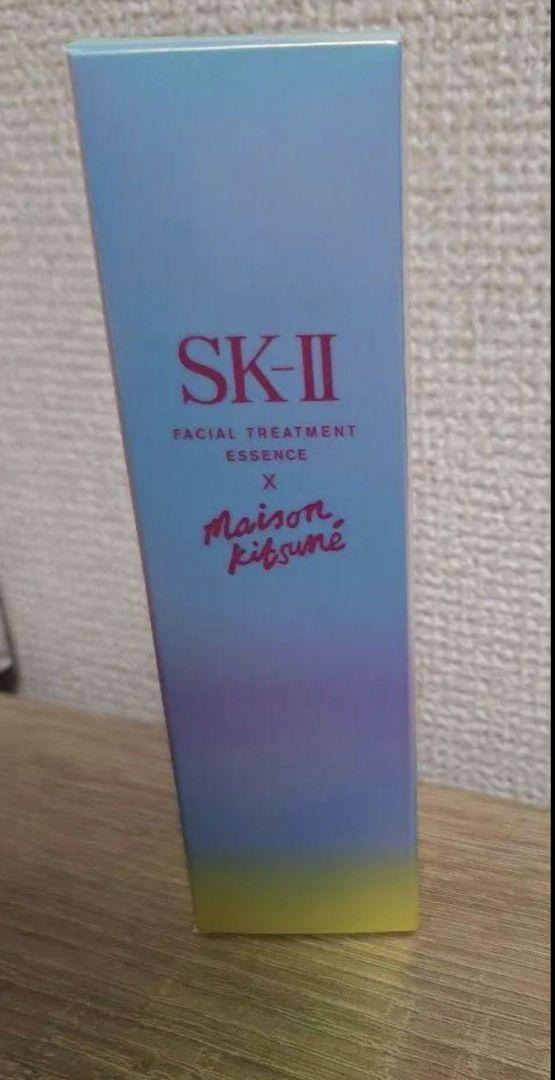 SK-II
FACIAL TREATMENT
ESSENCE
X
maison
kitsuné